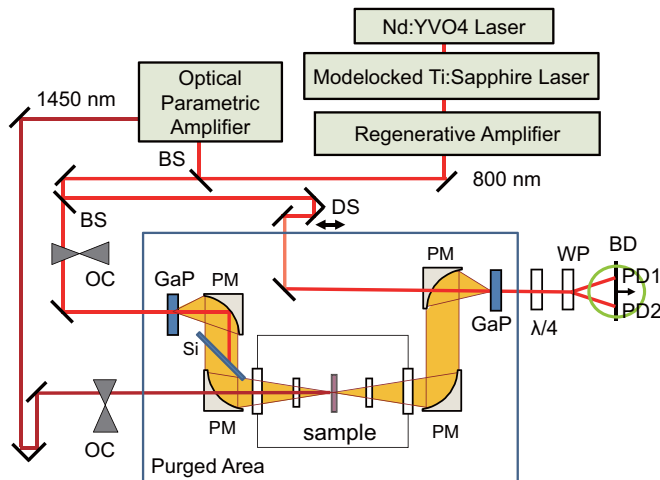 Nd:YVO4 Laser
Modelocked Ti:Sapphire Laser
Regenerative Amplifier
Optical
Parametric
Amplifier
1450 nm
BS
800 nm
BS
DS
OC
GaP
PM
PM
GaP
λ/4
WP
BD
PD1
PD2
Si
PM
PM
OC
sample
Purged Area